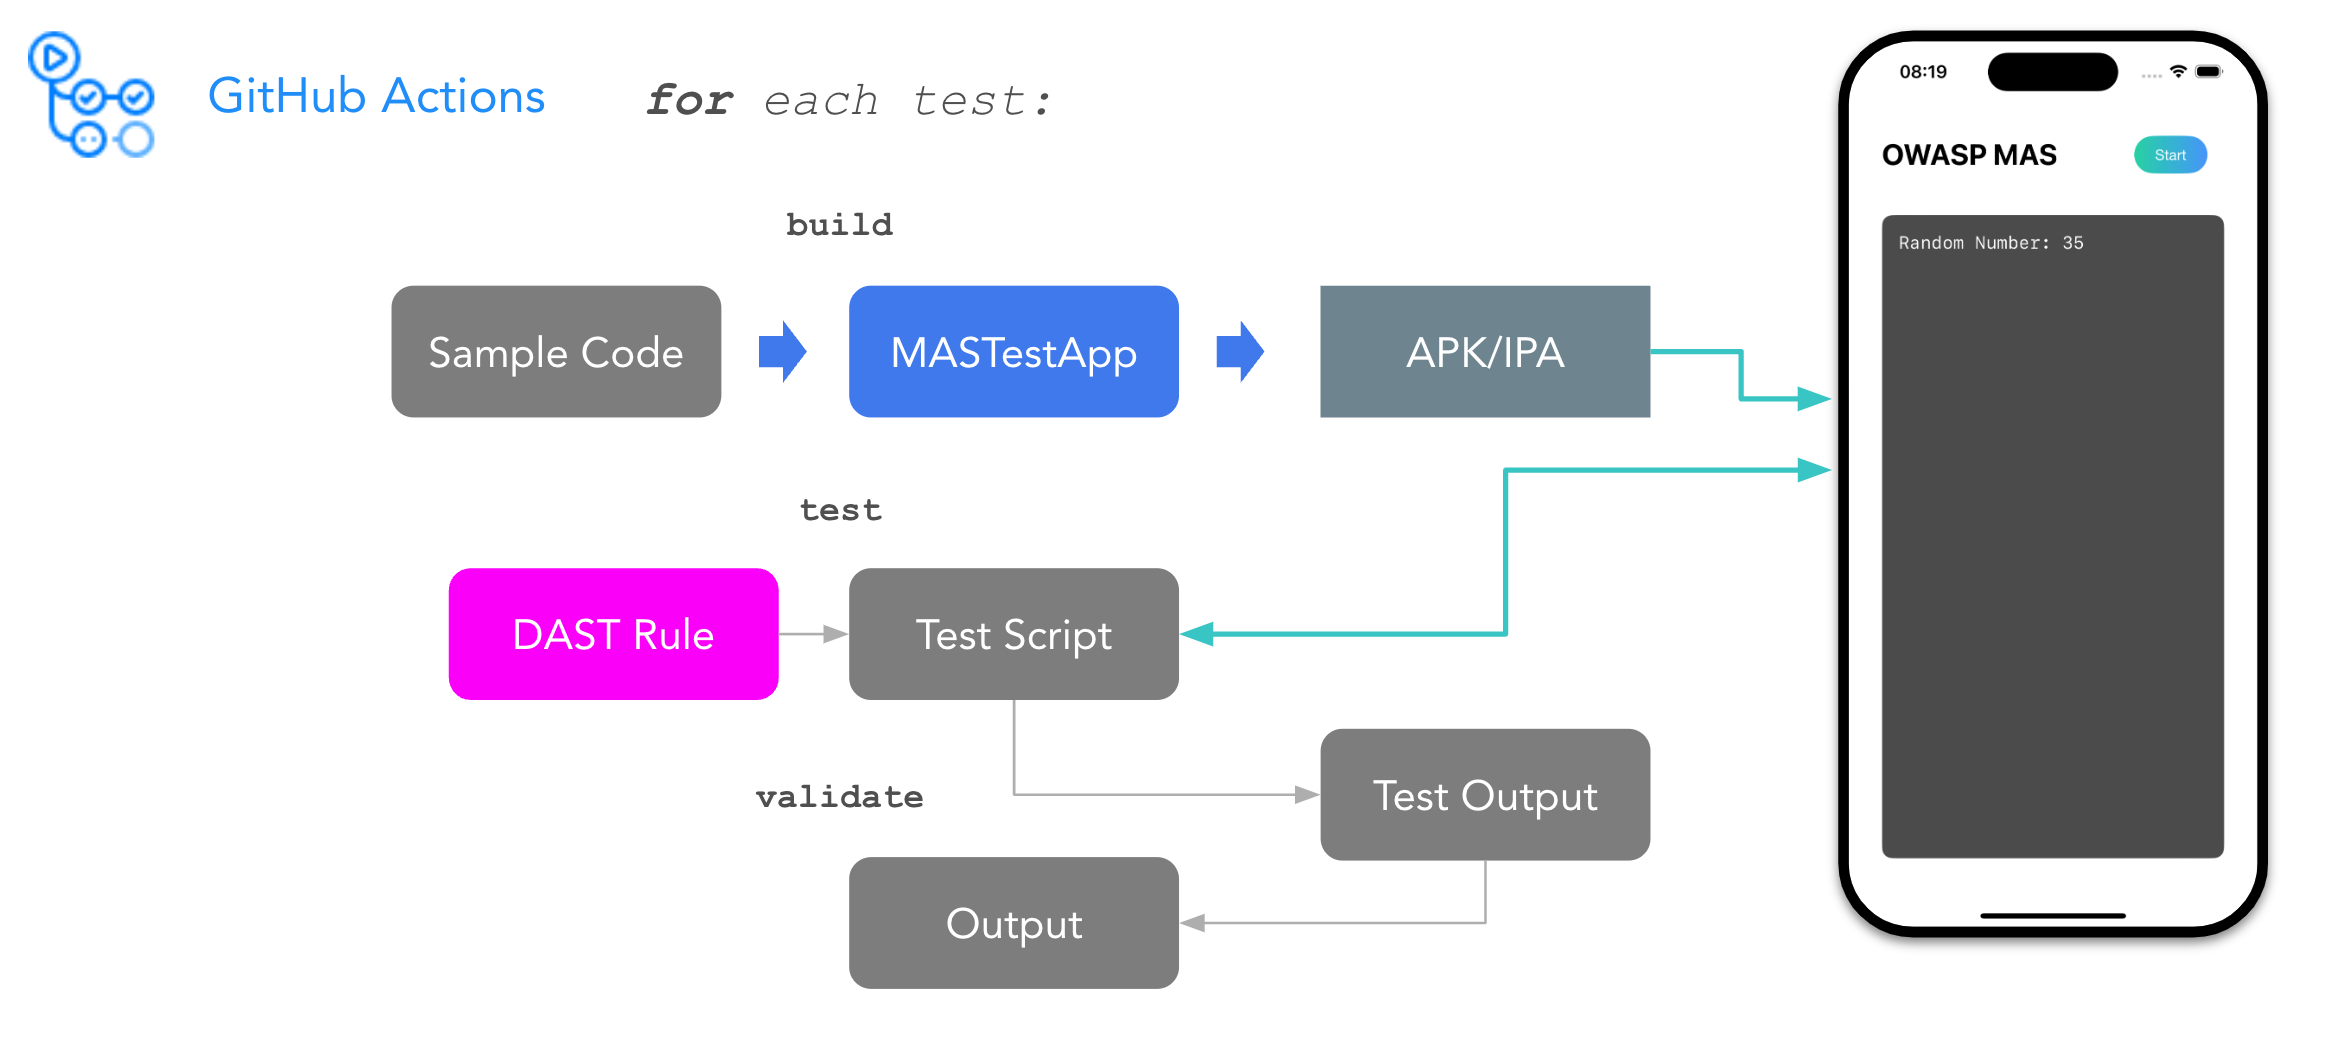 GitHub Actions
for each test:
build
Sample Code
MASTestApp
APK/IPA
test
DAST Rule
Test Script
Test Output
validate
Output
08:19
OWASP MAS
Start
Random Number: 35